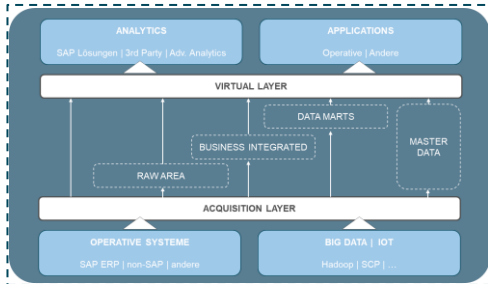 ANALYTICS
SAP Lösungen | 3rd Party | Adv. Analytics
APPLICATIONS
Operative | Andere
VIRTUAL LAYER
DATA MARTS
BUSINESS INTEGRATED
MASTER
DATA
RAW AREA
ACQUISITION LAYER
OPERATIVE SYSTEME
SAP ERP | non-SAP | andere
BIG DATA | IOT
Hadoop | SCP | ...